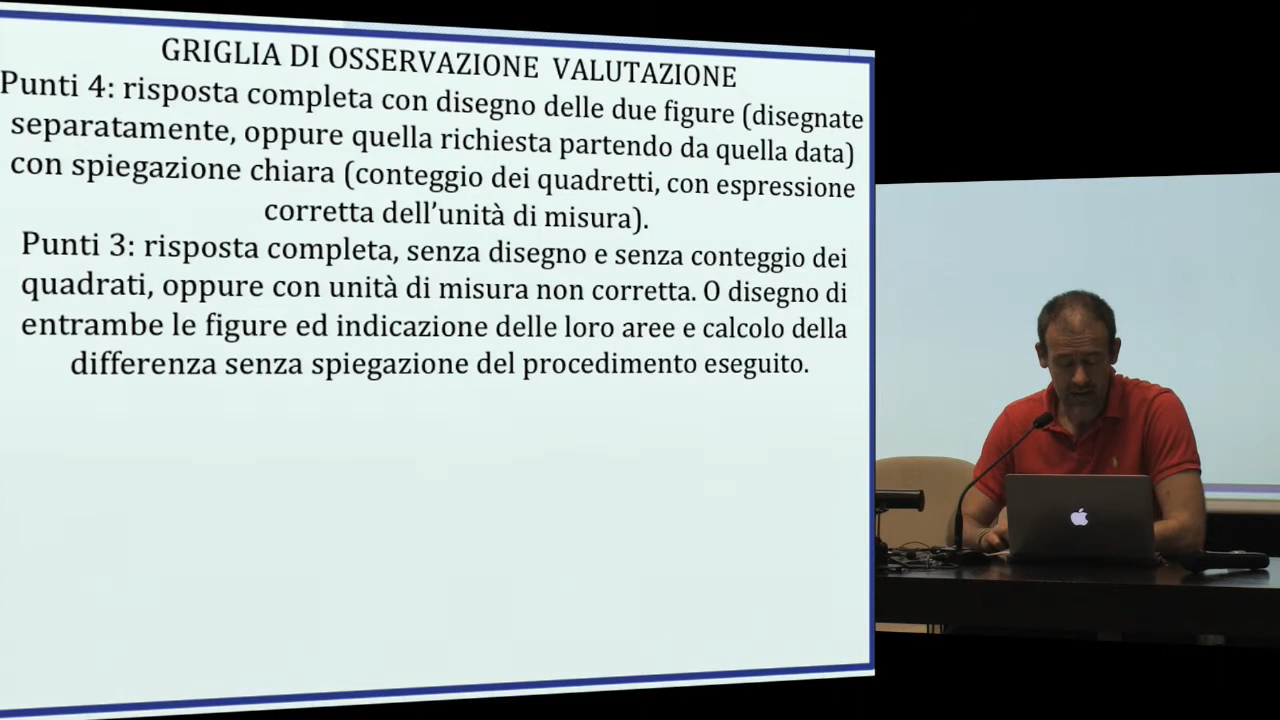 GRIGLIA DI OSSERVAZIONE VALUTAZIONE
Punti 4: risposta completa con disegno delle due figure (disegnate
separatamente, oppure quella richiesta partendo da quella data)
con spiegazione chiara (conteggio dei quadretti, con espressione
corretta dell’unità di misura).
Punti 3: risposta completa, senza disegno e senza conteggio dei
quadrati, oppure con unità di misura non corretta. O disegno di
entrambe le figure ed indicazione delle loro aree e calcolo della
differenza senza spiegazione del procedimento eseguito.